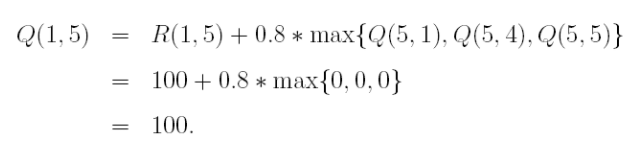 Q(1, 5) = R(1, 5) + 0.8 ∗ max{Q(5, 1), Q(5, 4), Q(5, 5)}
= 100 + 0.8 ∗ max{0, 0, 0}
= 100.